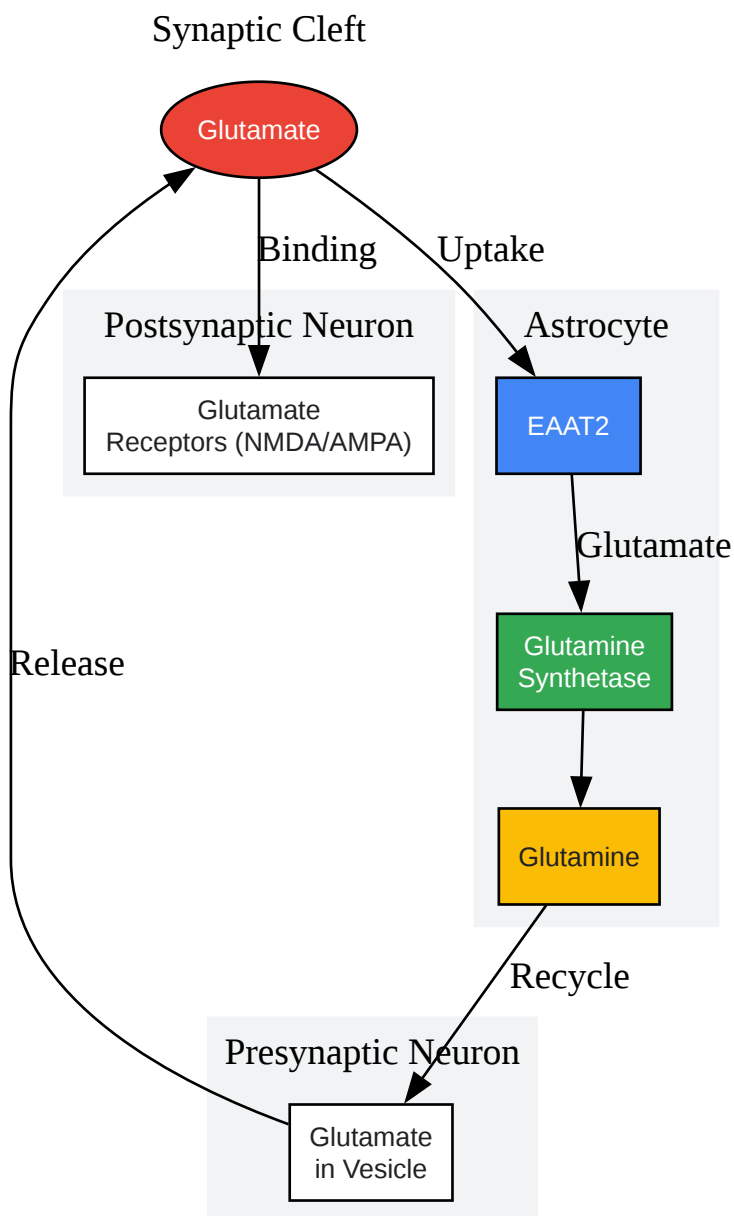 Synaptic Cleft
Glutamate
Binding
Uptake
Postsynaptic Neuron
Astrocyte
Glutamate
Receptors (NMDA/AMPA)
EAAT2
Glutamate
Glutamine
Synthetase
Release
Glutamine
Recycle
Presynaptic Neuron
Glutamate
in Vesicle